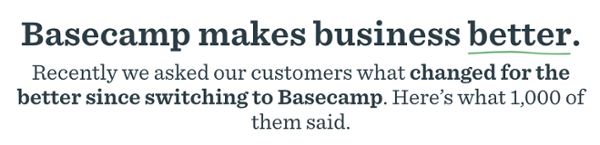 Basecamp makes business better.
Recently we asked our customers what changed for the
better since switching to Basecamp. Here’s what 1,000 of
them said.